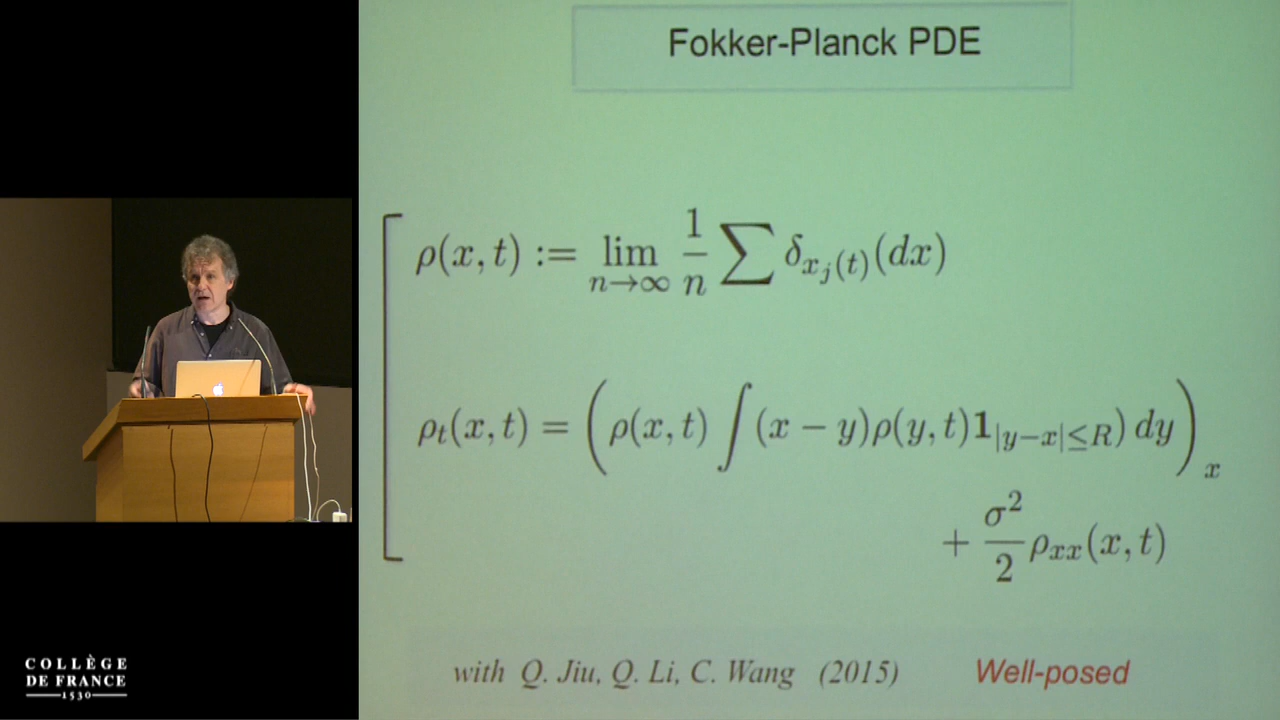 Fokker-Planck PDE
ρ(x, t) := lim n→∞ 1/n ∑ δ_{x_j(t)}(dx)
ρ_t(x, t) = ( ρ(x, t) ∫ (x − y)ρ(y, t)𝟏_{|y−x|≤R}) dy )_x
+ σ²/2 ρ_{xx}(x, t)
with Q. Jiu, Q. Li, C. Wang (2015) Well-posed
COLLÈGE
DE FRANCE
1530